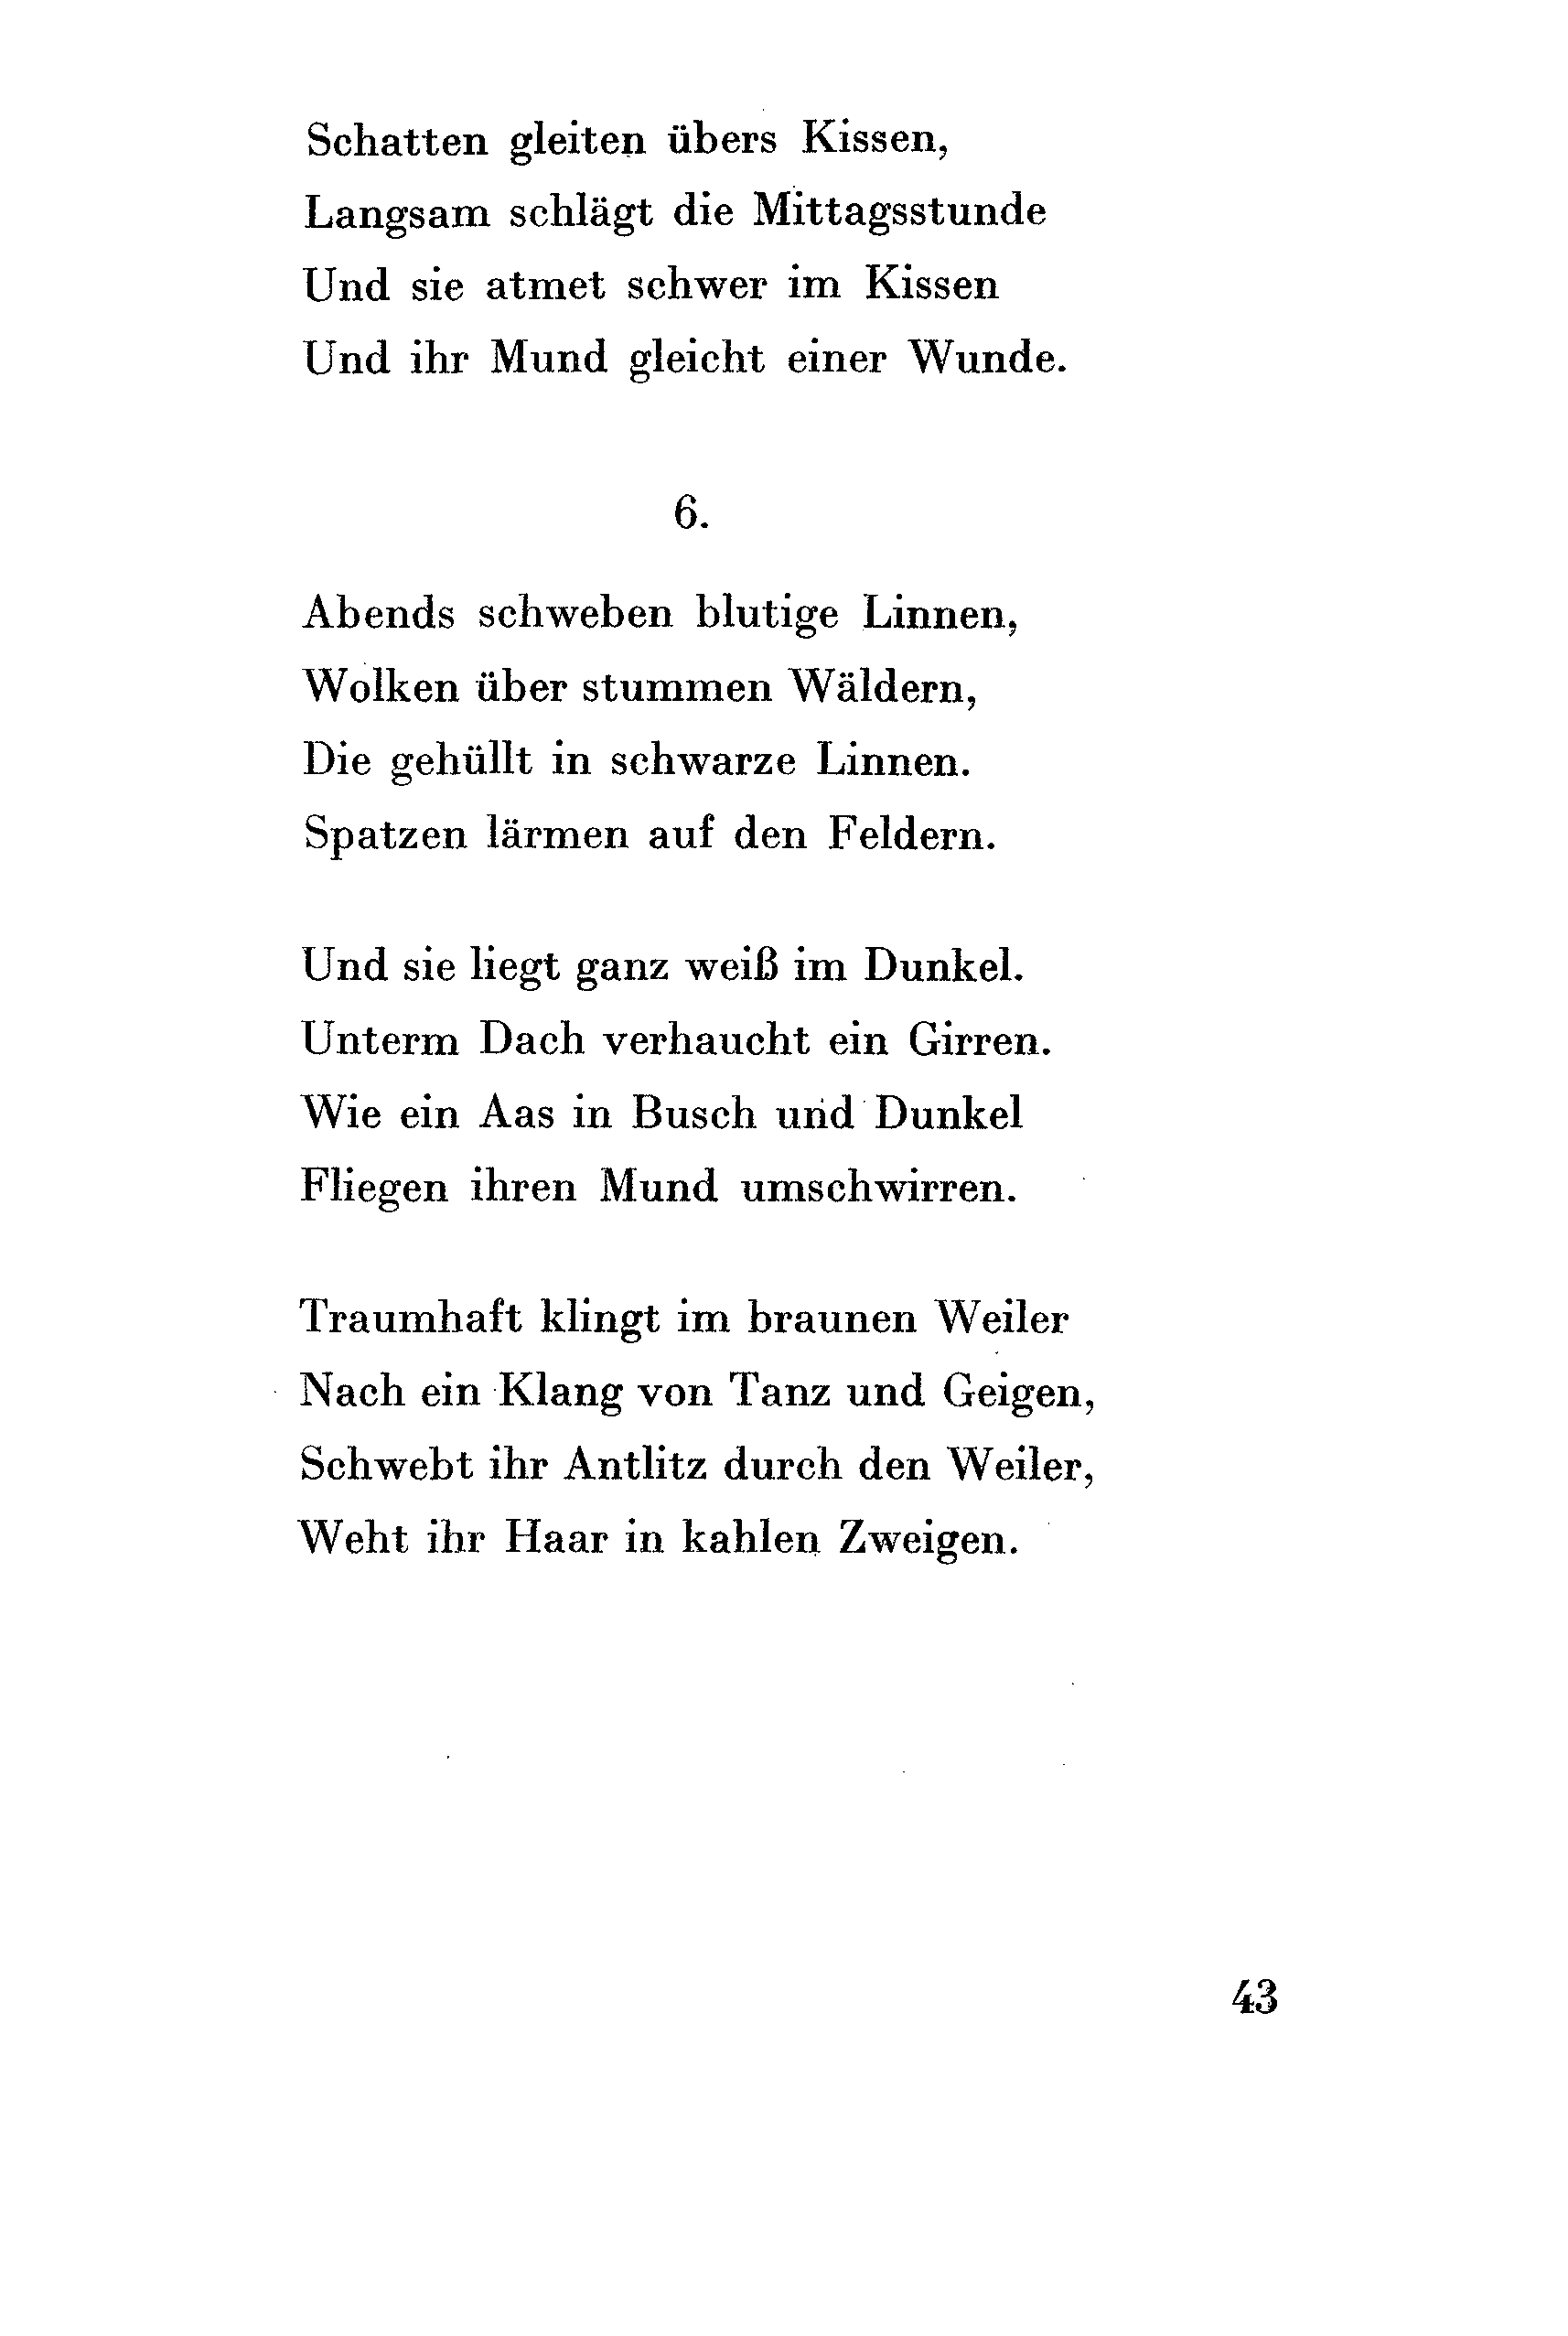 Schatten gleiten übers Kissen,
Langsam schlägt die Mittagsstunde
Und sie atmet schwer im Kissen
Und ihr Mund gleicht einer Wunde.
6.
Abends schweben blutige Linnen,
Wolken über stummen Wäldern,
Die gehüllt in schwarze Linnen.
Spatzen lärmen auf den Feldern.
Und sie liegt ganz weiß im Dunkel.
Unterm Dach verhaucht ein Girren.
Wie ein Aas in Busch und Dunkel
Fliegen ihren Mund umschwirren.
Traumhaft klingt im braunen Weiler
Nach ein Klang von Tanz und Geigen,
Schwebt ihr Antlitz durch den Weiler,
Weht ihr Haar in kahlen Zweigen.
43